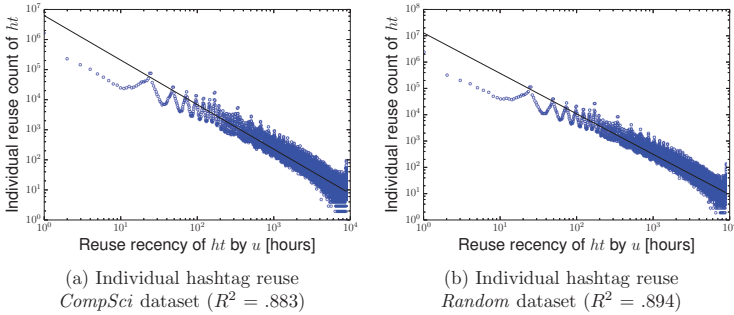 10^7
10^6
10^5
10^4
10^3
10^2
10^1
10^0
Individual reuse count of ht
10^0 10^1 10^2 10^3 10^4
Reuse recency of ht by u [hours]
(a) Individual hashtag reuse
CompSci dataset (R^2 = .883)
10^8
10^7
10^6
10^5
10^4
10^3
10^2
10^1
10^0
Individual reuse count of ht
10^0 10^1 10^2 10^3 10^4
Reuse recency of ht by u [hours]
(b) Individual hashtag reuse
Random dataset (R^2 = .894)